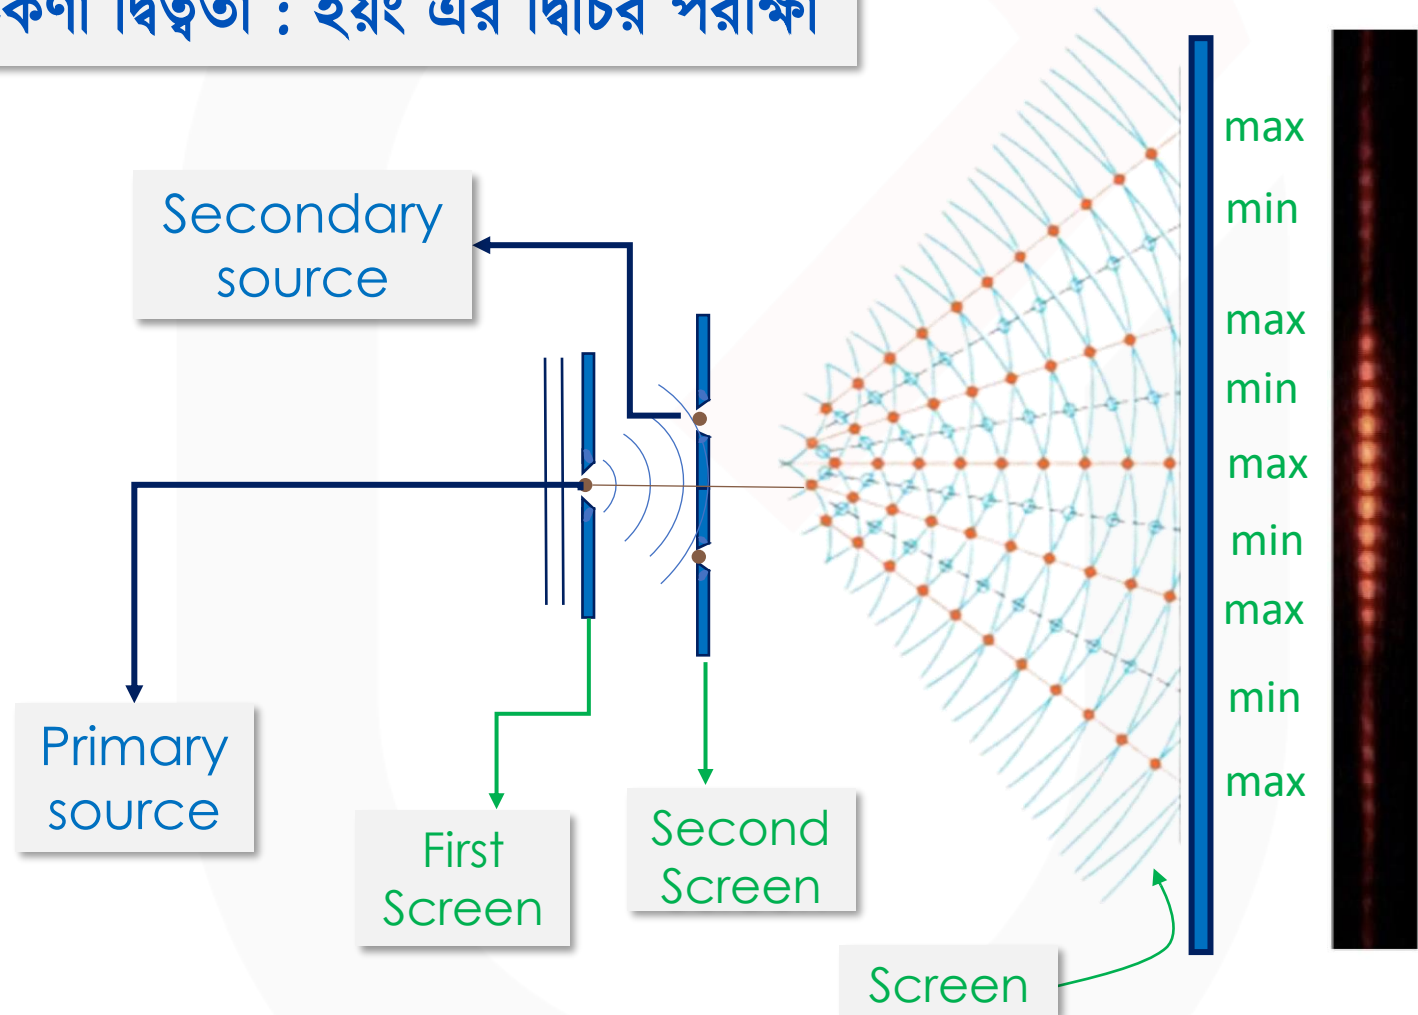 কণা দ্বিত্বতা : ইয়ং এর দ্বিচির পরীক্ষা
Secondary
source
Primary
source
First
Screen
Second
Screen
Screen
max
min
max
min
max
min
max
min
max